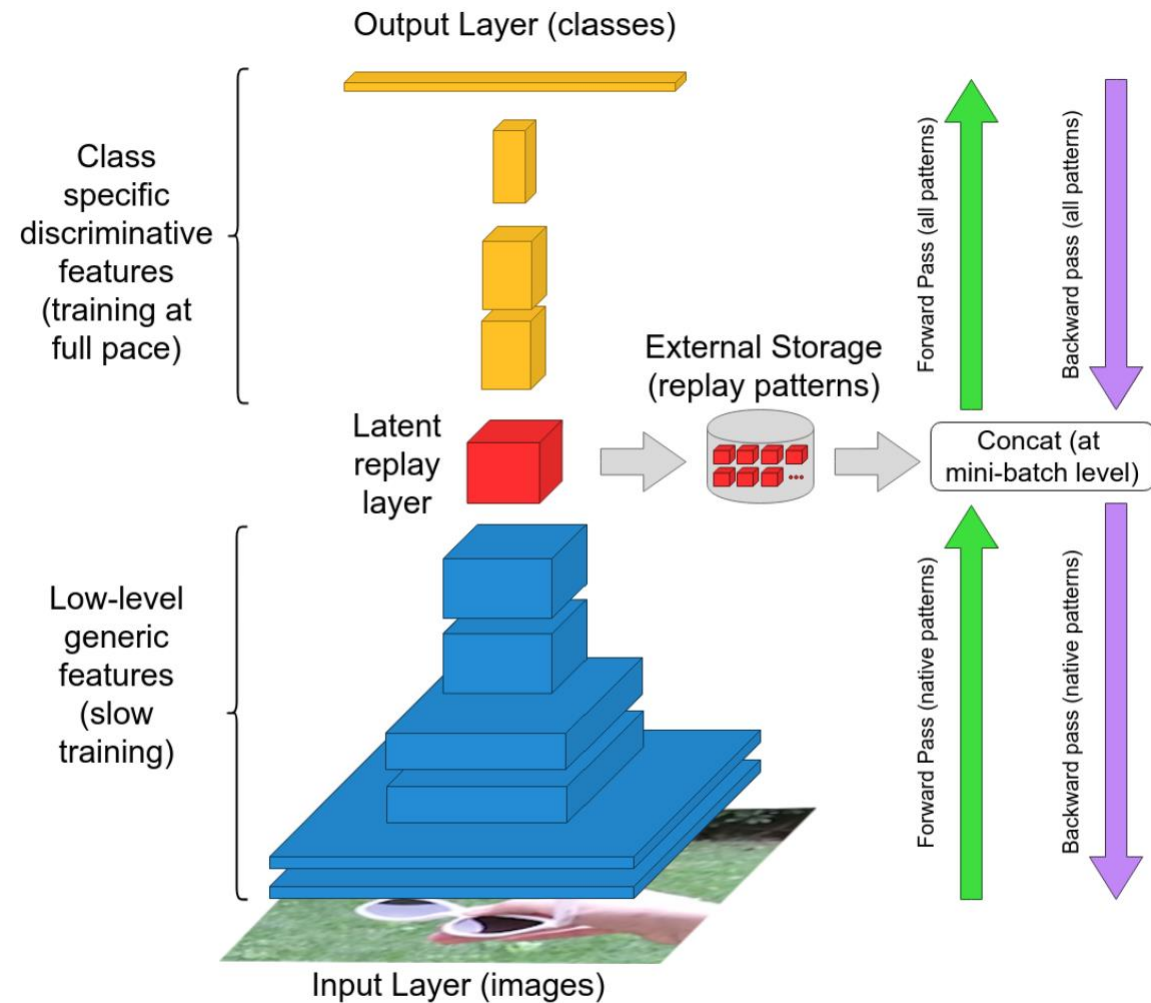 Output Layer (classes)
Class
specific
discriminative
features
(training at
full pace)
Forward Pass (all patterns)
Backward pass (all patterns)
External Storage
(replay patterns)
Latent
replay
layer
Concat (at
mini-batch level)
Low-level
generic
features
(slow
training)
Forward Pass (native patterns)
Backward pass (native patterns)
Input Layer (images)